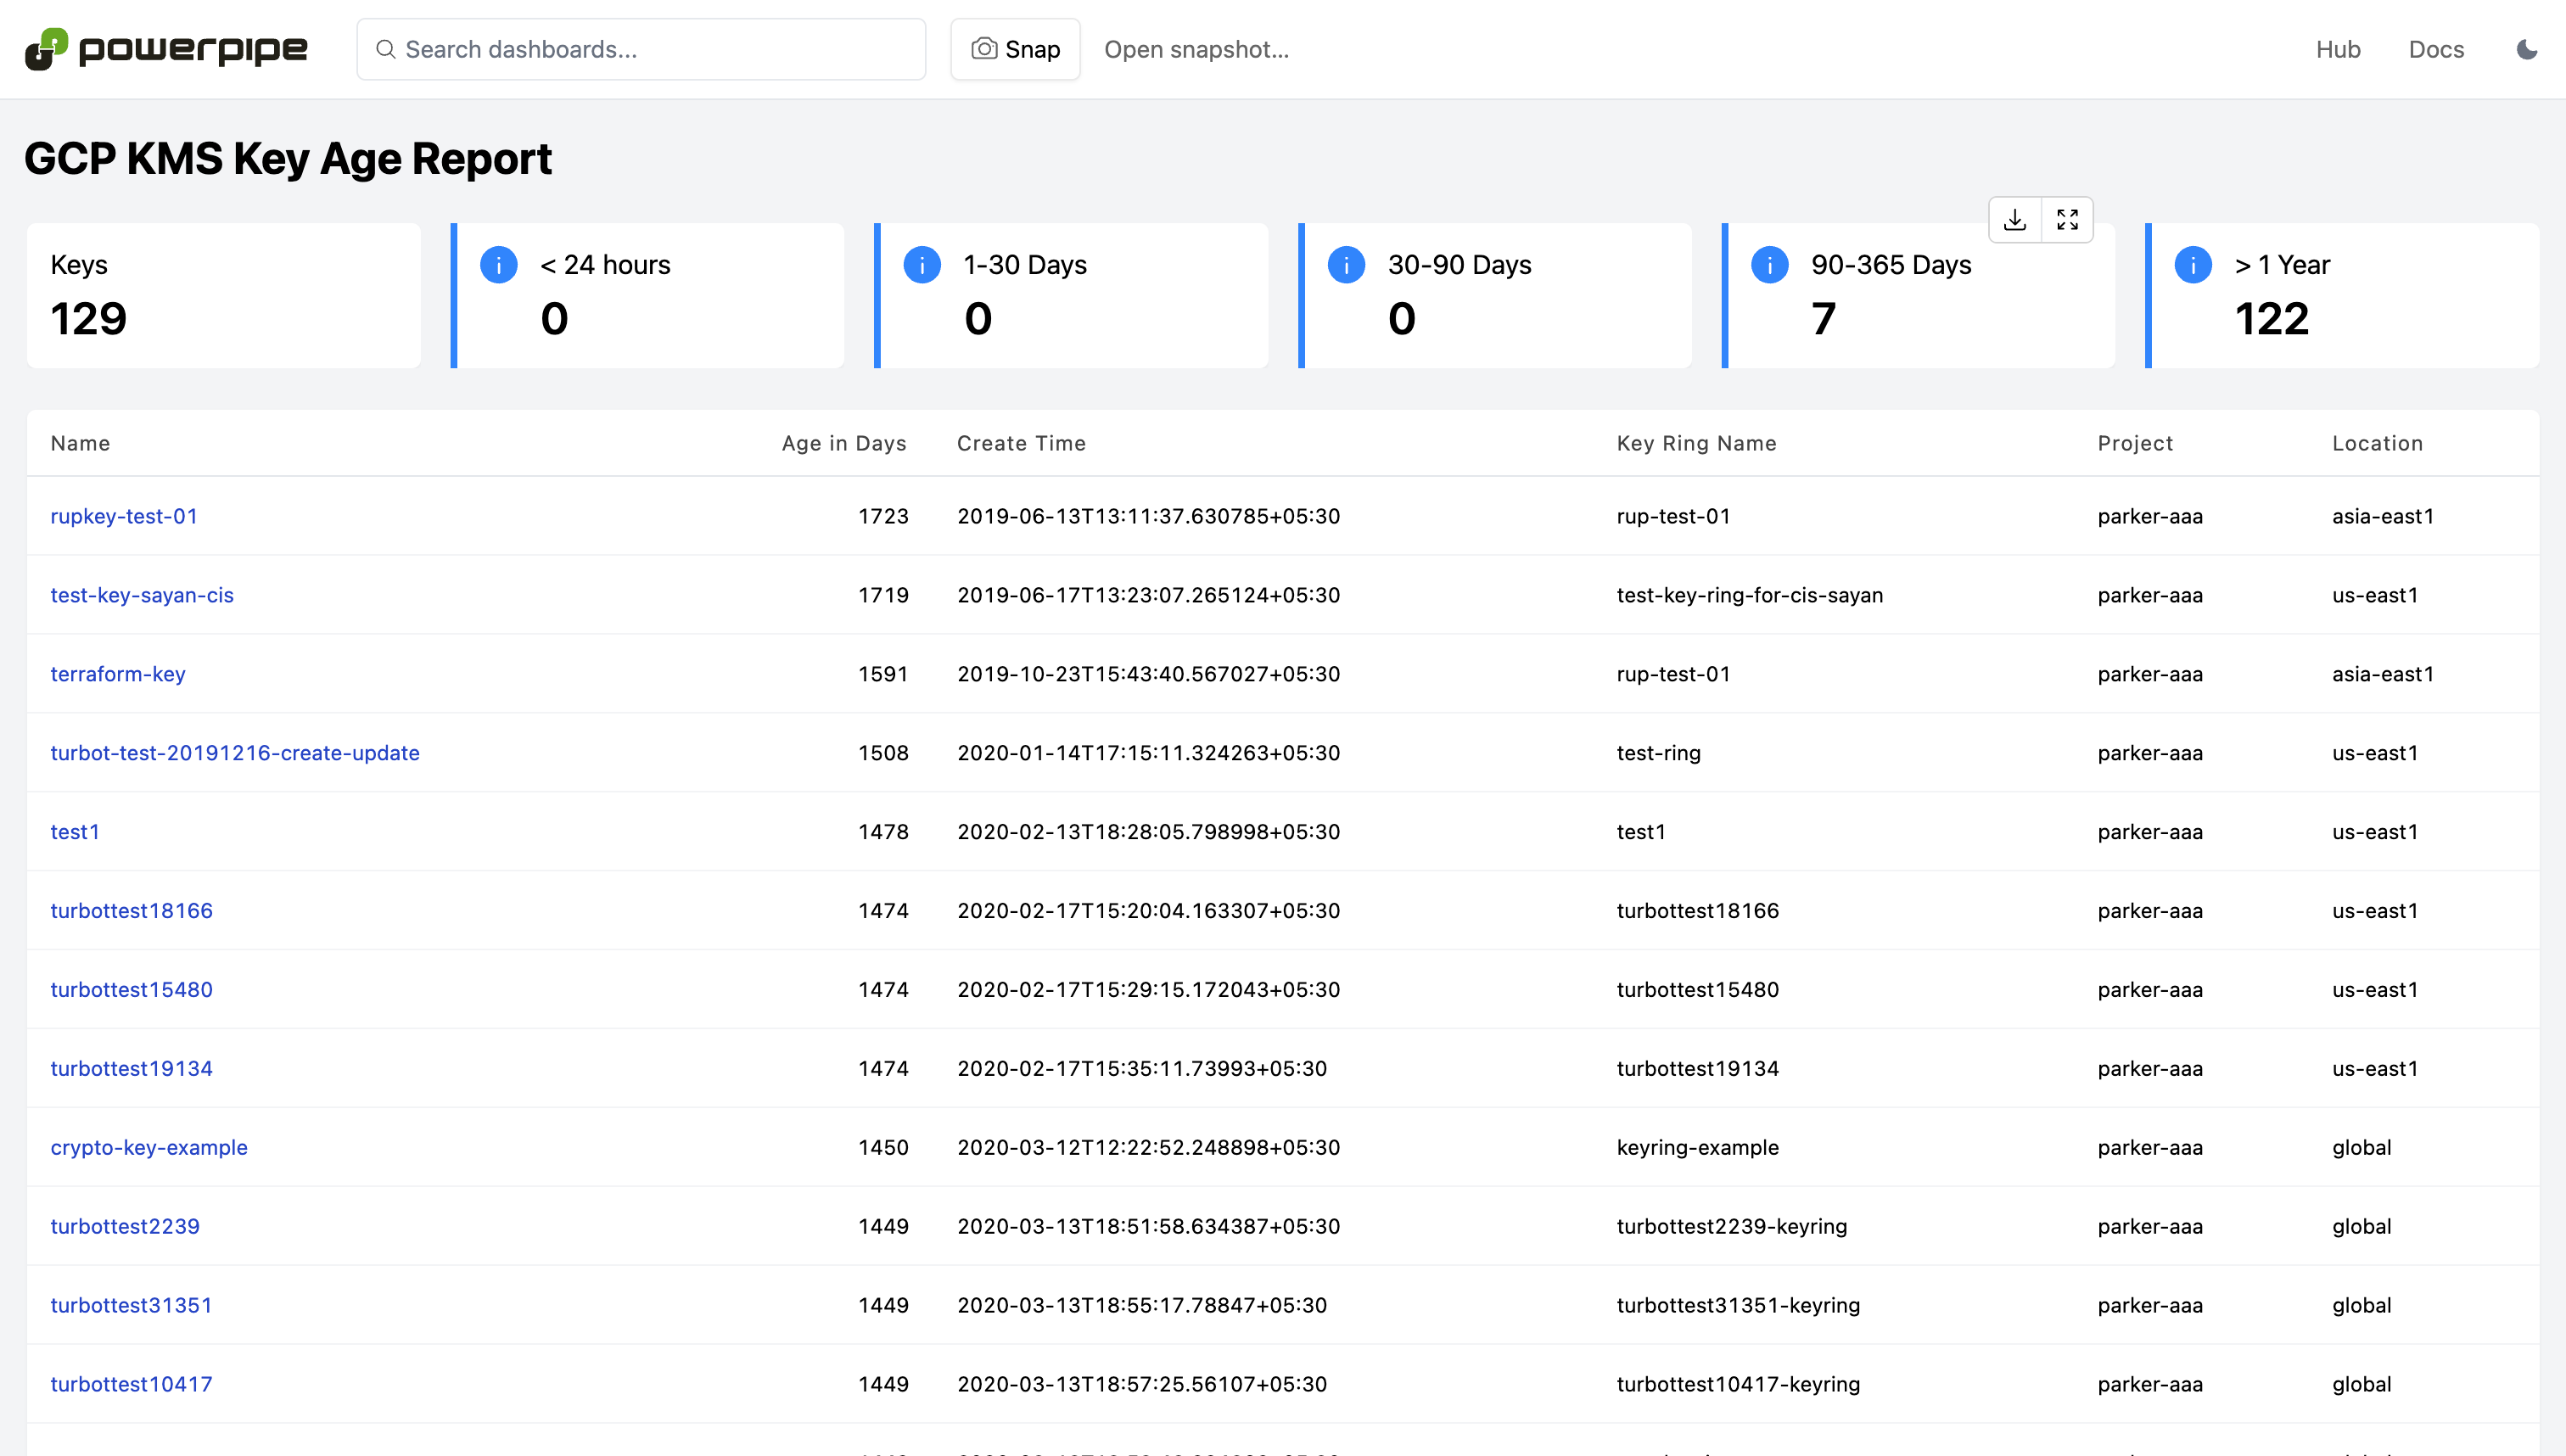 powerpipe Search dashboards... Snap Open snapshot... Hub Docs
GCP KMS Key Age Report
Keys < 24 hours 1-30 Days 30-90 Days 90-365 Days > 1 Year
129 0 0 0 7 122
Name Age in Days Create Time Key Ring Name Project Location
rupkey-test-01 1723 2019-06-13T13:11:37.630785+05:30 rup-test-01 parker-aaa asia-east1
test-key-sayan-cis 1719 2019-06-17T13:23:07.265124+05:30 test-key-ring-for-cis-sayan parker-aaa us-east1
terraform-key 1591 2019-10-23T15:43:40.567027+05:30 rup-test-01 parker-aaa asia-east1
turbot-test-20191216-create-update 1508 2020-01-14T17:15:11.324263+05:30 test-ring parker-aaa us-east1
test1 1478 2020-02-13T18:28:05.798998+05:30 test1 parker-aaa us-east1
turbottest18166 1474 2020-02-17T15:20:04.163307+05:30 turbottest18166 parker-aaa us-east1
turbottest15480 1474 2020-02-17T15:29:15.172043+05:30 turbottest15480 parker-aaa us-east1
turbottest19134 1474 2020-02-17T15:35:11.73993+05:30 turbottest19134 parker-aaa us-east1
crypto-key-example 1450 2020-03-12T12:22:52.248898+05:30 keyring-example parker-aaa global
turbottest2239 1449 2020-03-13T18:51:58.634387+05:30 turbottest2239-keyring parker-aaa global
turbottest31351 1449 2020-03-13T18:55:17.78847+05:30 turbottest31351-keyring parker-aaa global
turbottest10417 1449 2020-03-13T18:57:25.56107+05:30 turbottest10417-keyring parker-aaa global